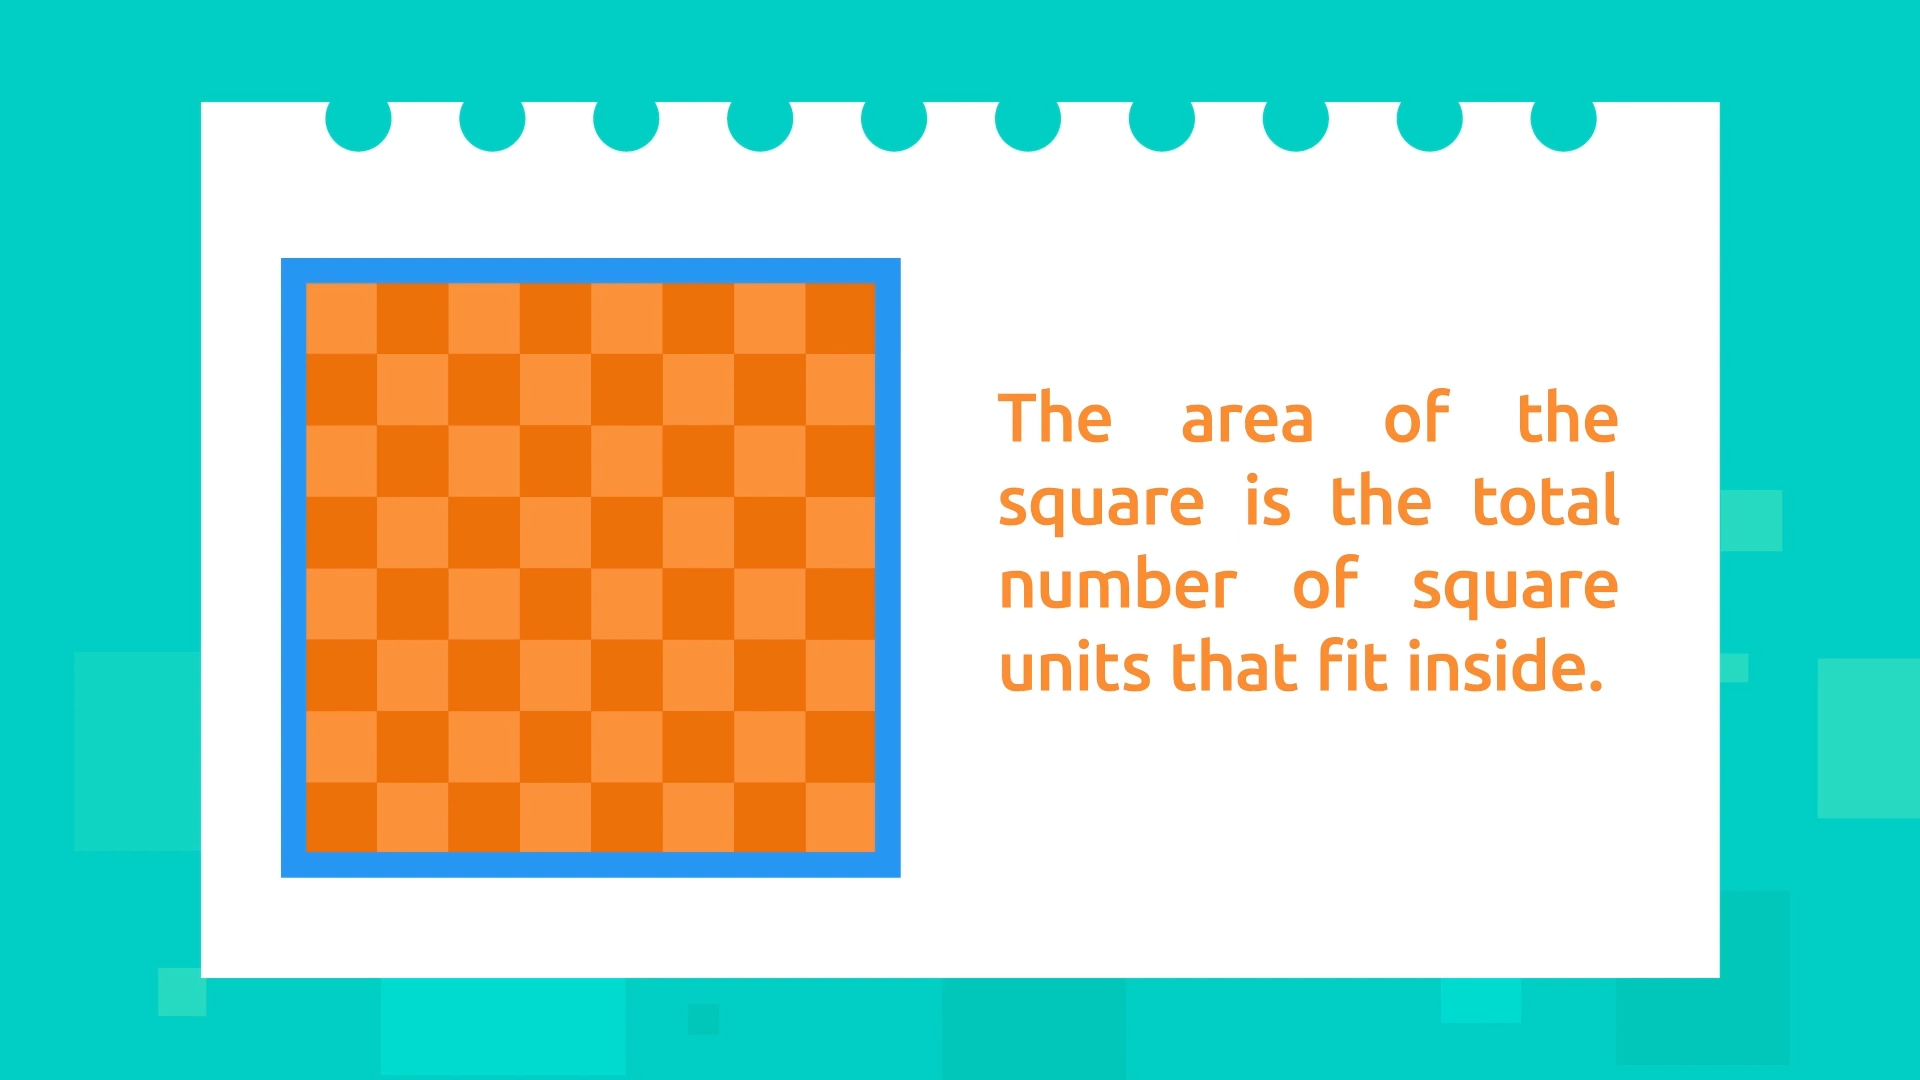 The area of the
square is the total
number of square
units that fit inside.